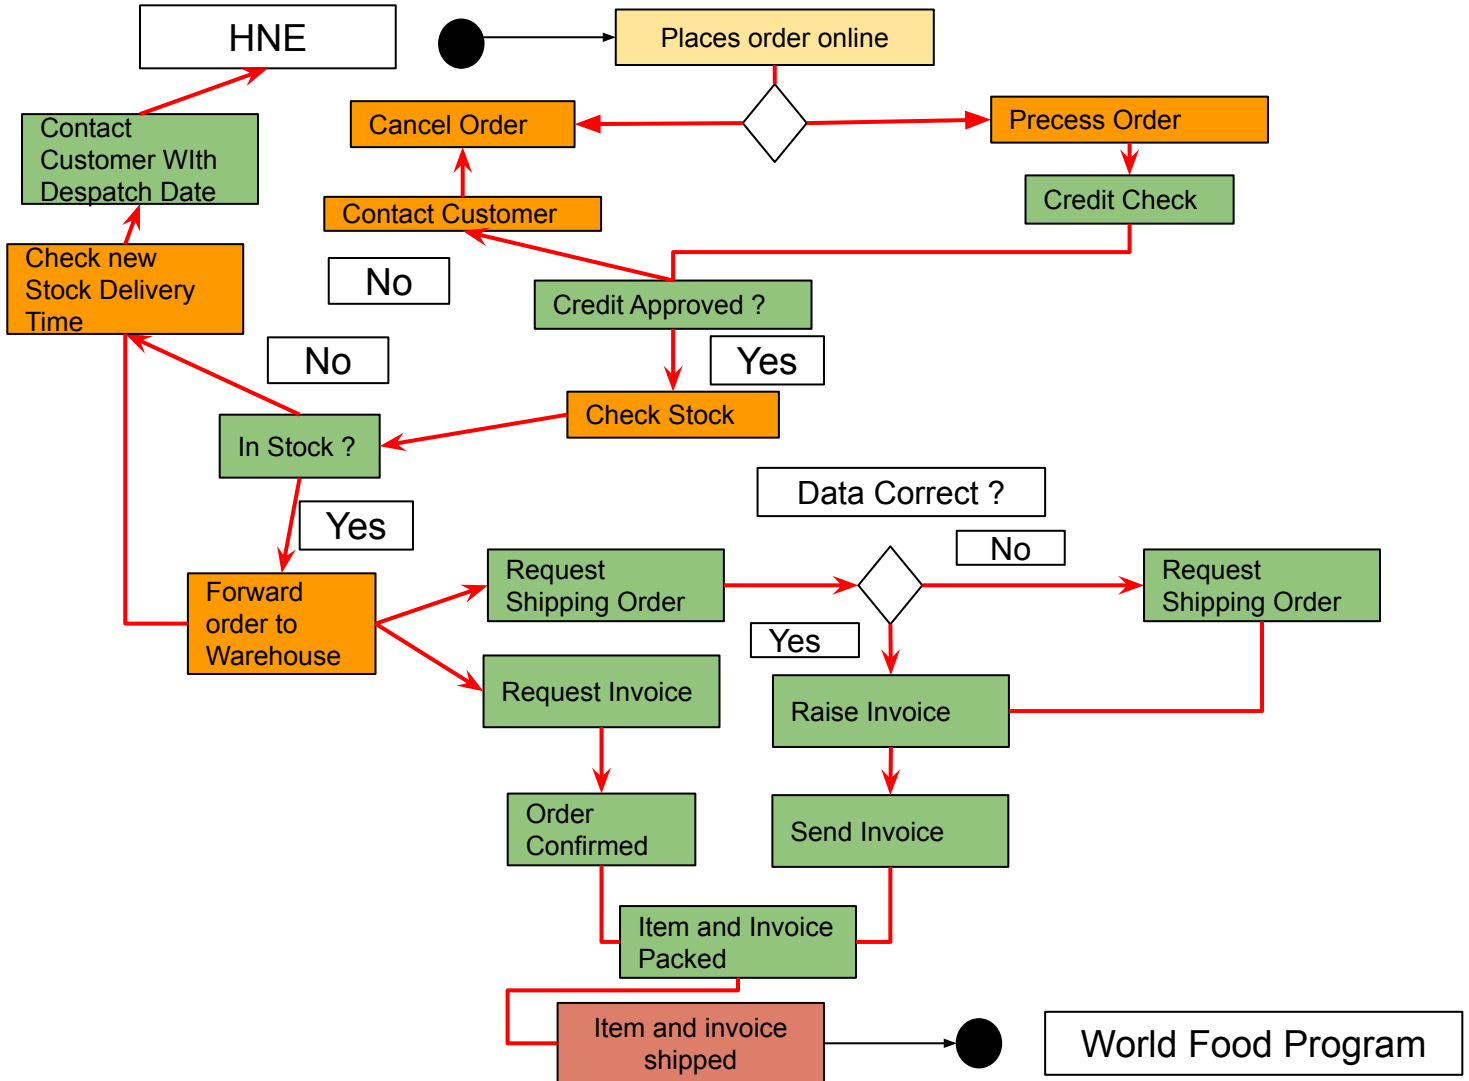 HNE
Places order online
Cancel Order
Precess Order
Contact
Customer WIth
Despatch Date
Contact Customer
Credit Check
Check new
Stock Delivery
Time
No
Credit Approved ?
No
Yes
Check Stock
In Stock ?
Yes
Data Correct ?
No
Forward
order to
Warehouse
Request
Shipping Order
Request
Shipping Order
Yes
Request Invoice
Raise Invoice
Order
Confirmed
Send Invoice
Item and Invoice
Packed
Item and invoice
shipped
World Food Program